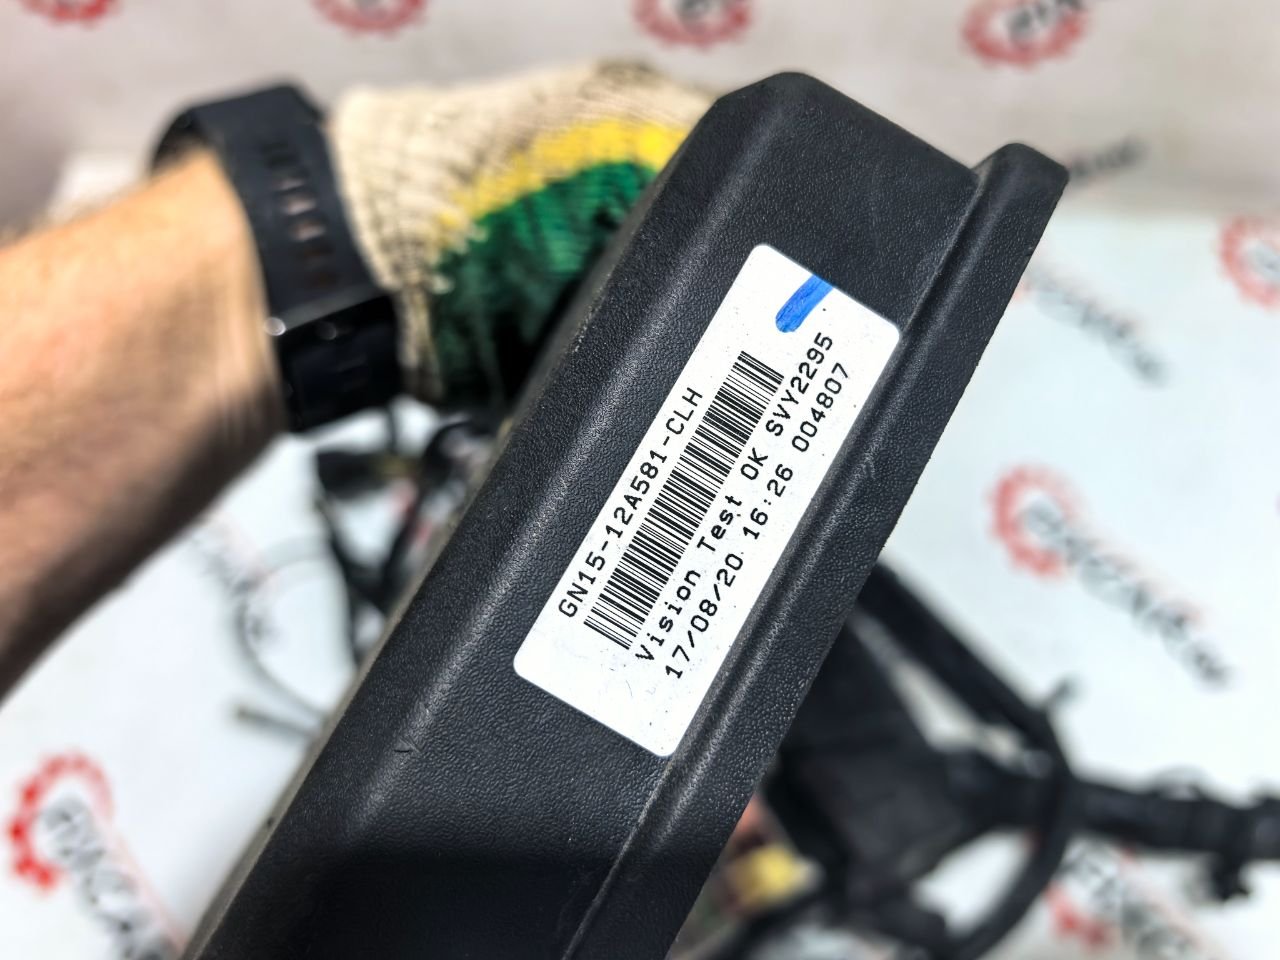 GN15-12A581-CLH
Vision Test OK SVY2295
17/08/20 16:26 004807